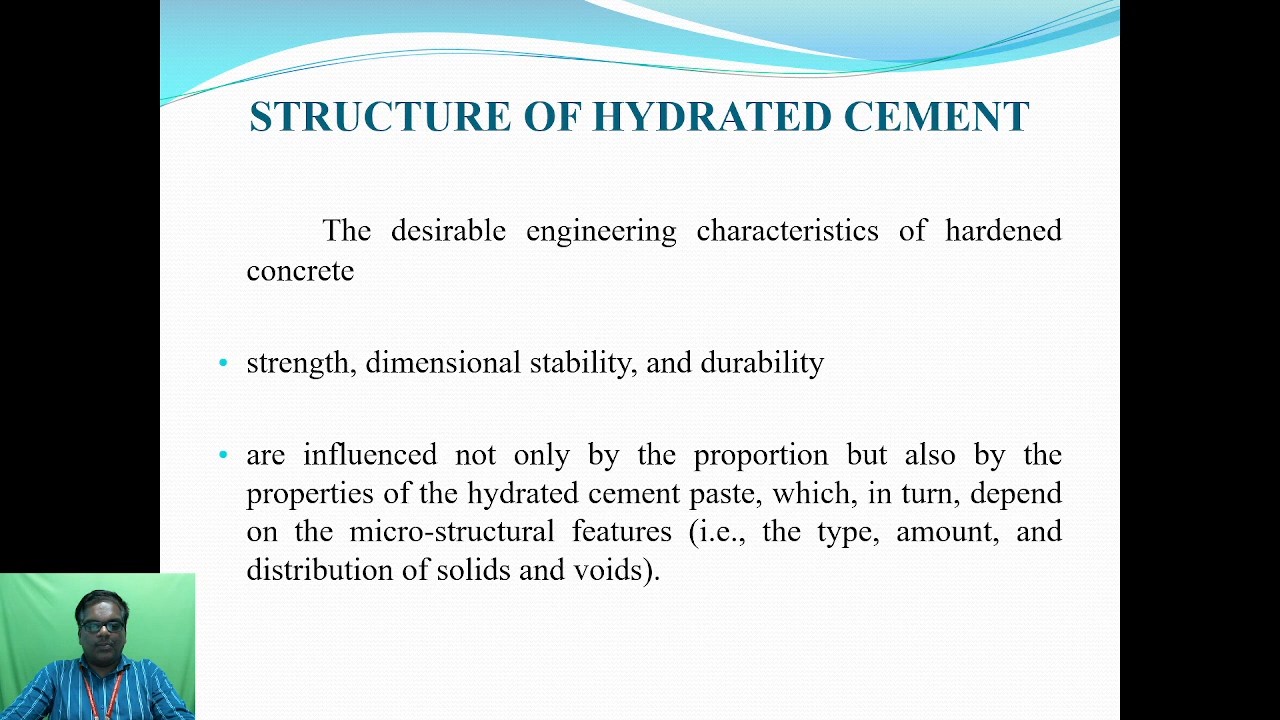 STRUCTURE OF HYDRATED CEMENT
The desirable engineering characteristics of hardened
concrete
• strength, dimensional stability, and durability
• are influenced not only by the proportion but also by the
properties of the hydrated cement paste, which, in turn, depend
on the micro-structural features (i.e., the type, amount, and
distribution of solids and voids).